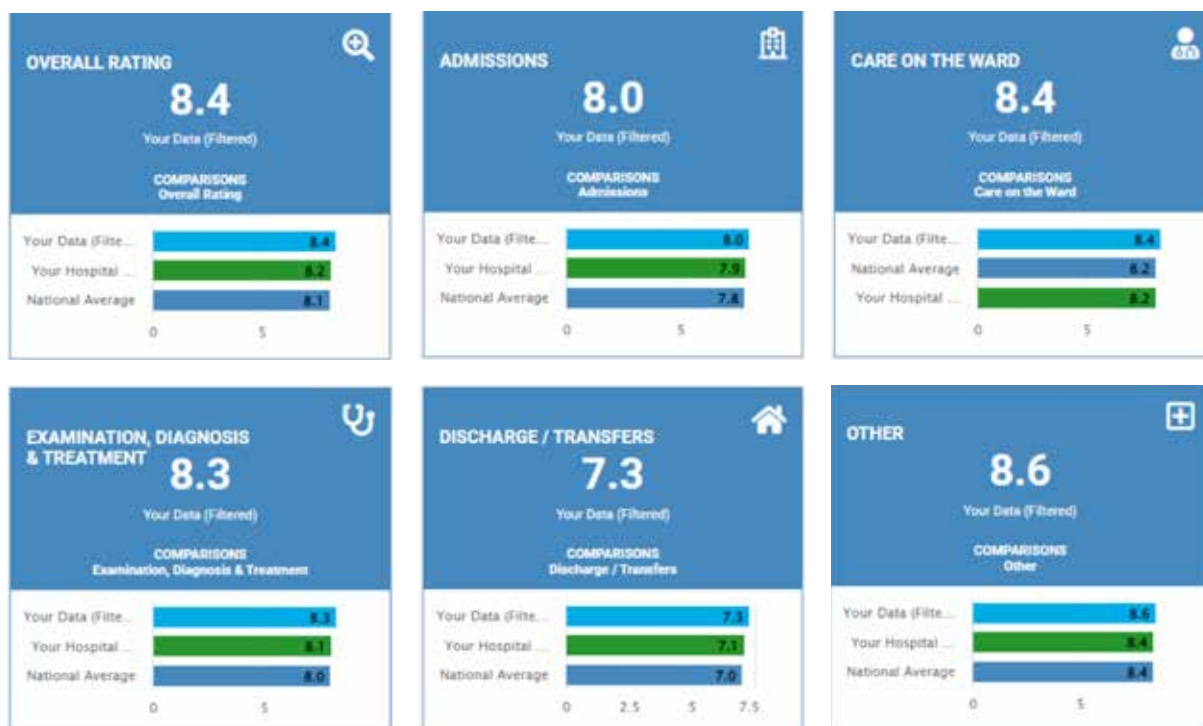 OVERALL RATING
8.4
Your Data (Filtered)
COMPARISONS
Overall Rating
Your Data (Filte...
8.4
Your Hospital ...
8.2
National Average
8.1
0 5
ADMISSIONS
8.0
Your Data (Filtered)
COMPARISONS
Admissions
Your Data (Filte...
8.0
Your Hospital ...
7.9
National Average
7.8
0 5
CARE ON THE WARD
8.4
Your Data (Filtered)
COMPARISONS
Care on the Ward
Your Data (Filte...
8.4
National Average
8.2
Your Hospital ...
8.2
0 5
EXAMINATION, DIAGNOSIS
& TREATMENT
8.3
Your Data (Filtered)
COMPARISONS
Examination, Diagnosis & Treatment
Your Data (Filte...
8.3
Your Hospital ...
8.1
National Average
8.0
0 5
DISCHARGE / TRANSFERS
7.3
Your Data (Filtered)
COMPARISONS
Discharge / Transfers
Your Data (Filte...
7.3
Your Hospital ...
7.1
National Average
7.0
0 2.5 5 7.5
OTHER
8.6
Your Data (Filtered)
COMPARISONS
Other
Your Data (Filte...
8.6
Your Hospital ...
8.4
National Average
8.4
0 5